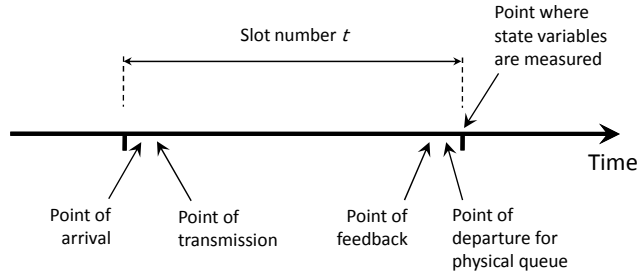 Slot number t
Point where
state variables
are measured
Time
Point of
arrival
Point of
transmission
Point of
feedback
Point of
departure for
physical queue